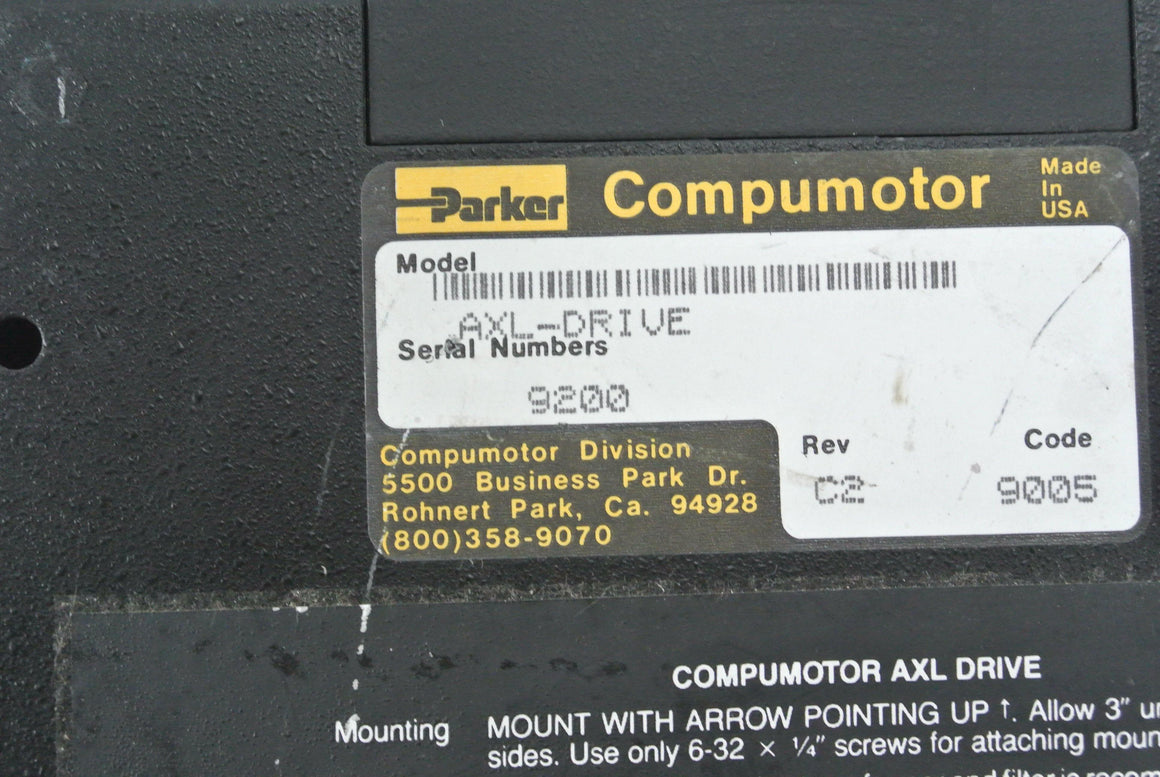 Parker Compumotor Made In USA
Model
AXL-DRIVE
Serial Numbers
9200
Rev Code
C2 9005
Compumotor Division
5500 Business Park Dr.
Rohnert Park, Ca. 94928
(800)358-9070
COMPUMOTOR AXL DRIVE
Mounting MOUNT WITH ARROW POINTING UP ↑. Allow 3"
sides. Use only 6-32 × ¼" screws for attaching